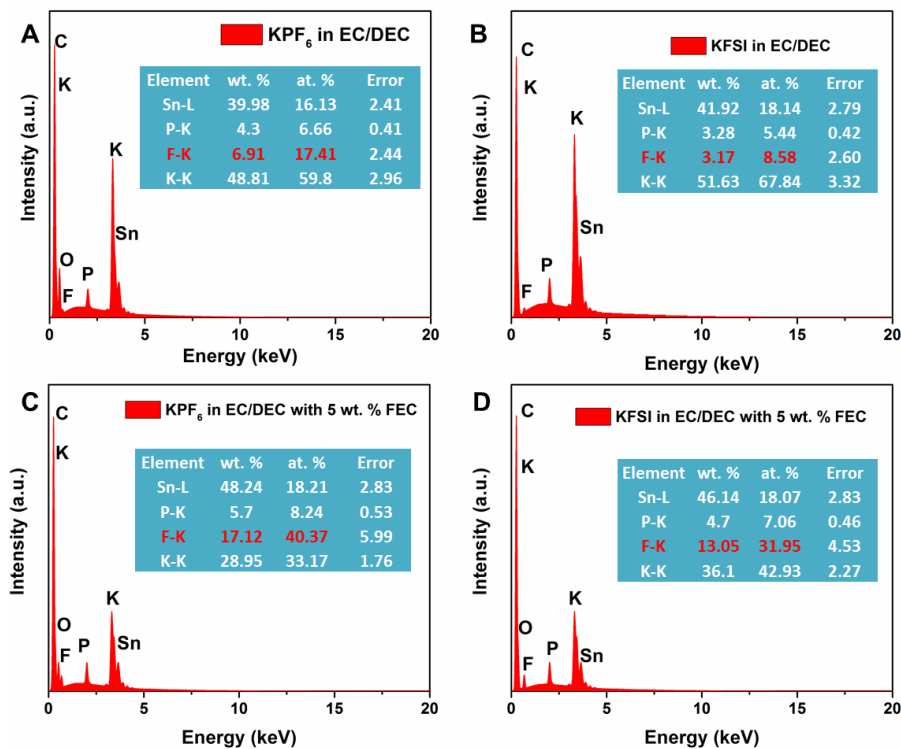 A
KPF6 in EC/DEC
C
K
K
Sn
O
F
P
Element wt. % at. % Error
Sn-L 39.98 16.13 2.41
P-K 4.3 6.66 0.41
F-K 6.91 17.41 2.44
K-K 48.81 59.8 2.96
Intensity (a.u.)
0 5 10 15 20
Energy (keV)
B
KFSI in EC/DEC
C
K
K
Sn
P
F
Element wt. % at. % Error
Sn-L 41.92 18.14 2.79
P-K 3.28 5.44 0.42
F-K 3.17 8.58 2.60
K-K 51.63 67.84 3.32
Intensity (a.u.)
0 5 10 15 20
Energy (keV)
C
KPF6 in EC/DEC with 5 wt. % FEC
C
K
Element wt. % at. % Error
Sn-L 48.24 18.21 2.83
P-K 5.7 8.24 0.53
F-K 17.12 40.37 5.99
K-K 28.95 33.17 1.76
K
O
F
P
Sn
Intensity (a.u.)
0 5 10 15 20
Energy (keV)
D
KFSI in EC/DEC with 5 wt. % FEC
C
K
Element wt. % at. % Error
Sn-L 46.14 18.07 2.83
P-K 4.7 7.06 0.46
F-K 13.05 31.95 4.53
K-K 36.1 42.93 2.27
K
O
F
P
Sn
Intensity (a.u.)
0 5 10 15 20
Energy (keV)